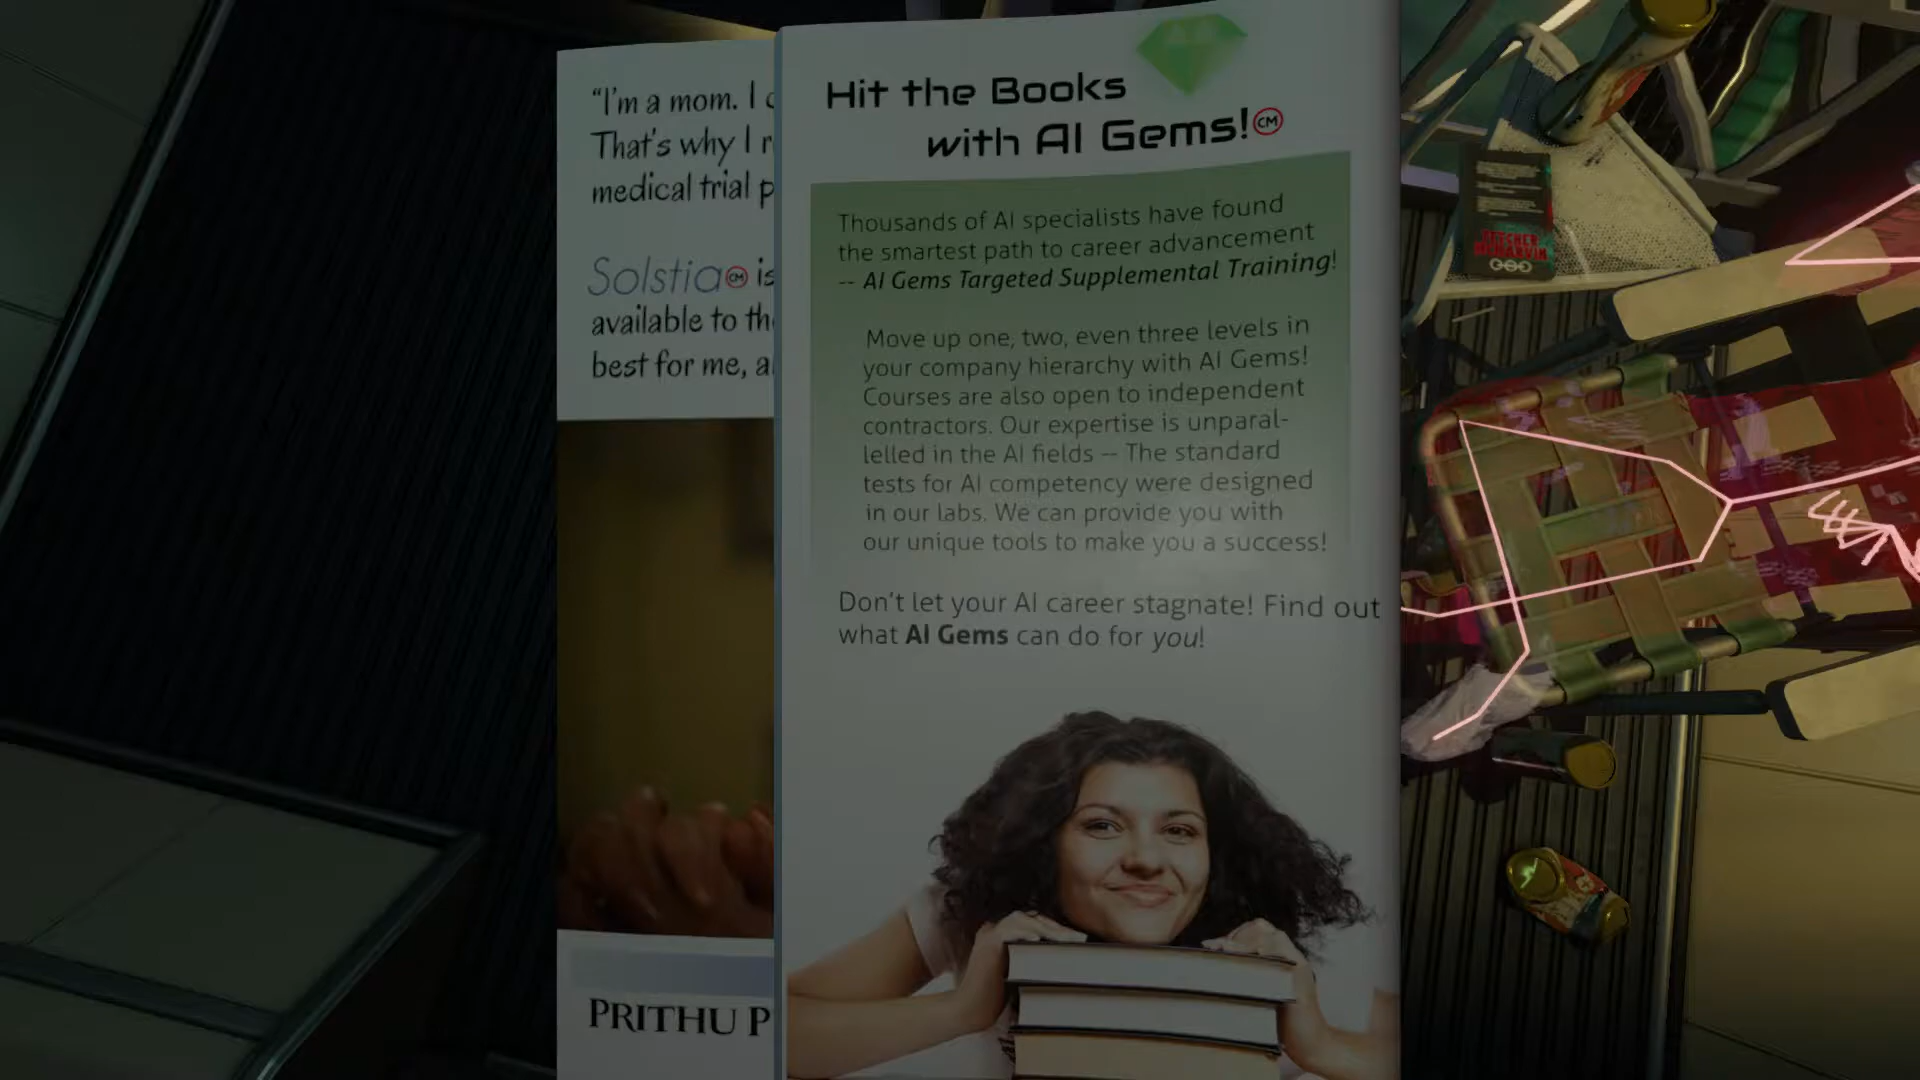 "I'm a mom. I
That's why I
medical trial
Solstia CM is
available to
best for me,
PRITHU P
Hit the Books
with AI Gems! CM
Thousands of AI specialists have found
the smartest path to career advancement
-- AI Gems Targeted Supplemental Training!
Move up one, two, even three levels in
your company hierarchy with AI Gems!
Courses are also open to independent
contractors. Our expertise is unparal-
lelled in the AI fields -- The standard
tests for AI competency were designed
in our labs. We can provide you with
our unique tools to make you a success!
Don't let your AI career stagnate! Find out
what AI Gems can do for you!